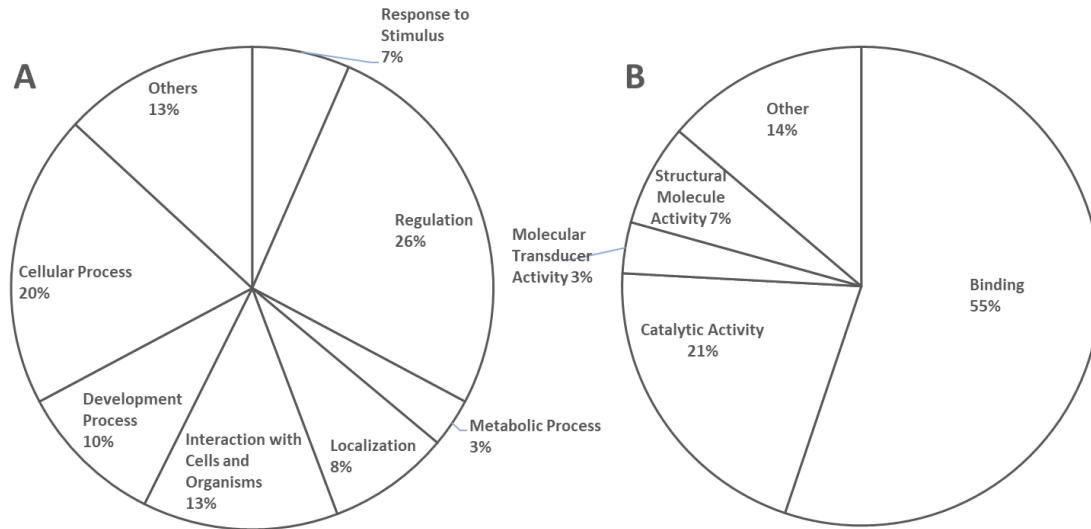 A
Response to
Stimulus
7%
Regulation
26%
Metabolic Process
3%
Localization
8%
Interaction with
Cells and
Organisms
13%
Development
Process
10%
Cellular Process
20%
Others
13%
B
Binding
55%
Catalytic Activity
21%
Molecular
Transducer
Activity 3%
Structural
Molecule
Activity 7%
Other
14%